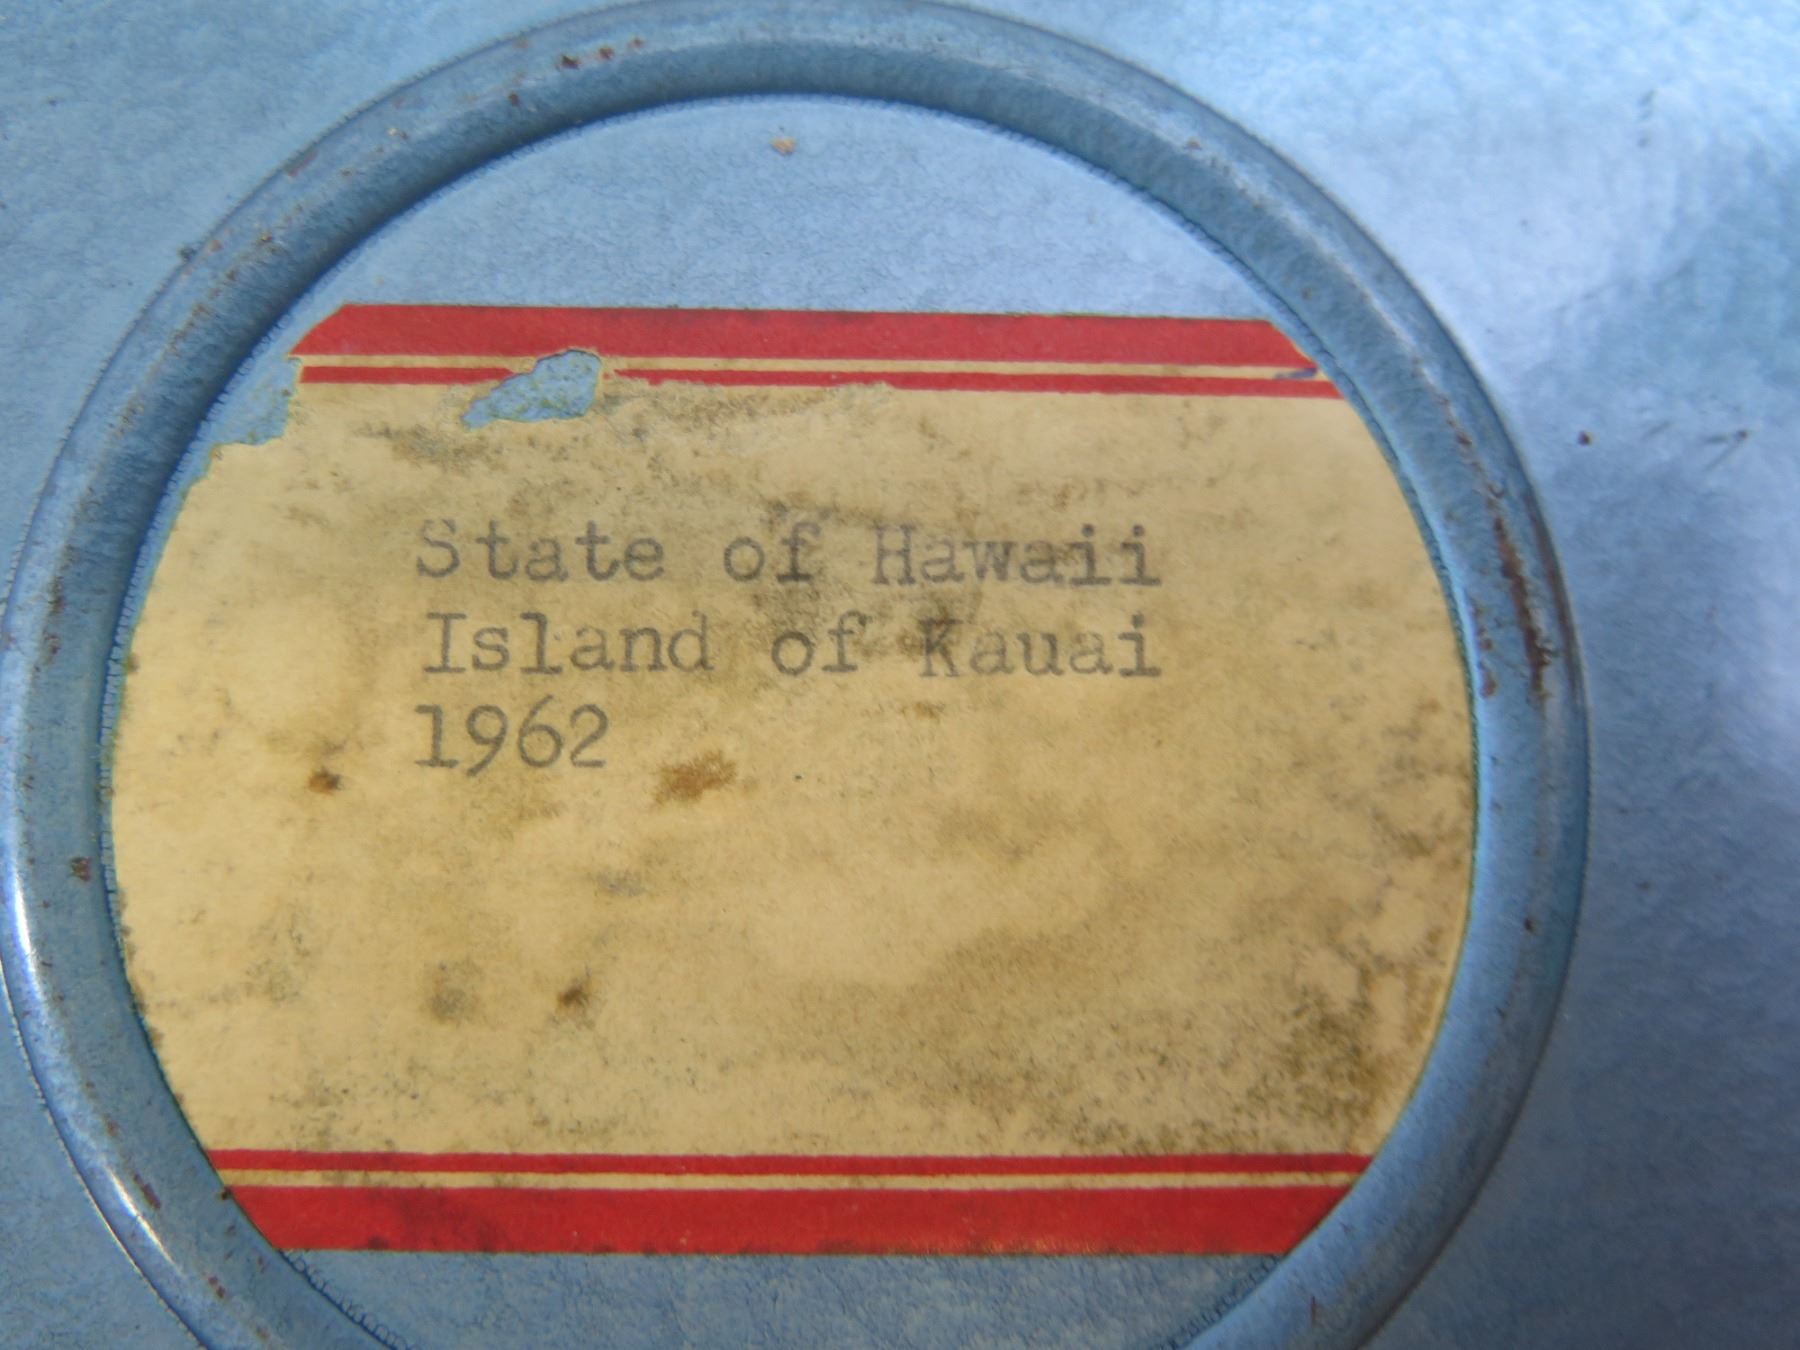 State of Hawaii
Island of Kauai
1962